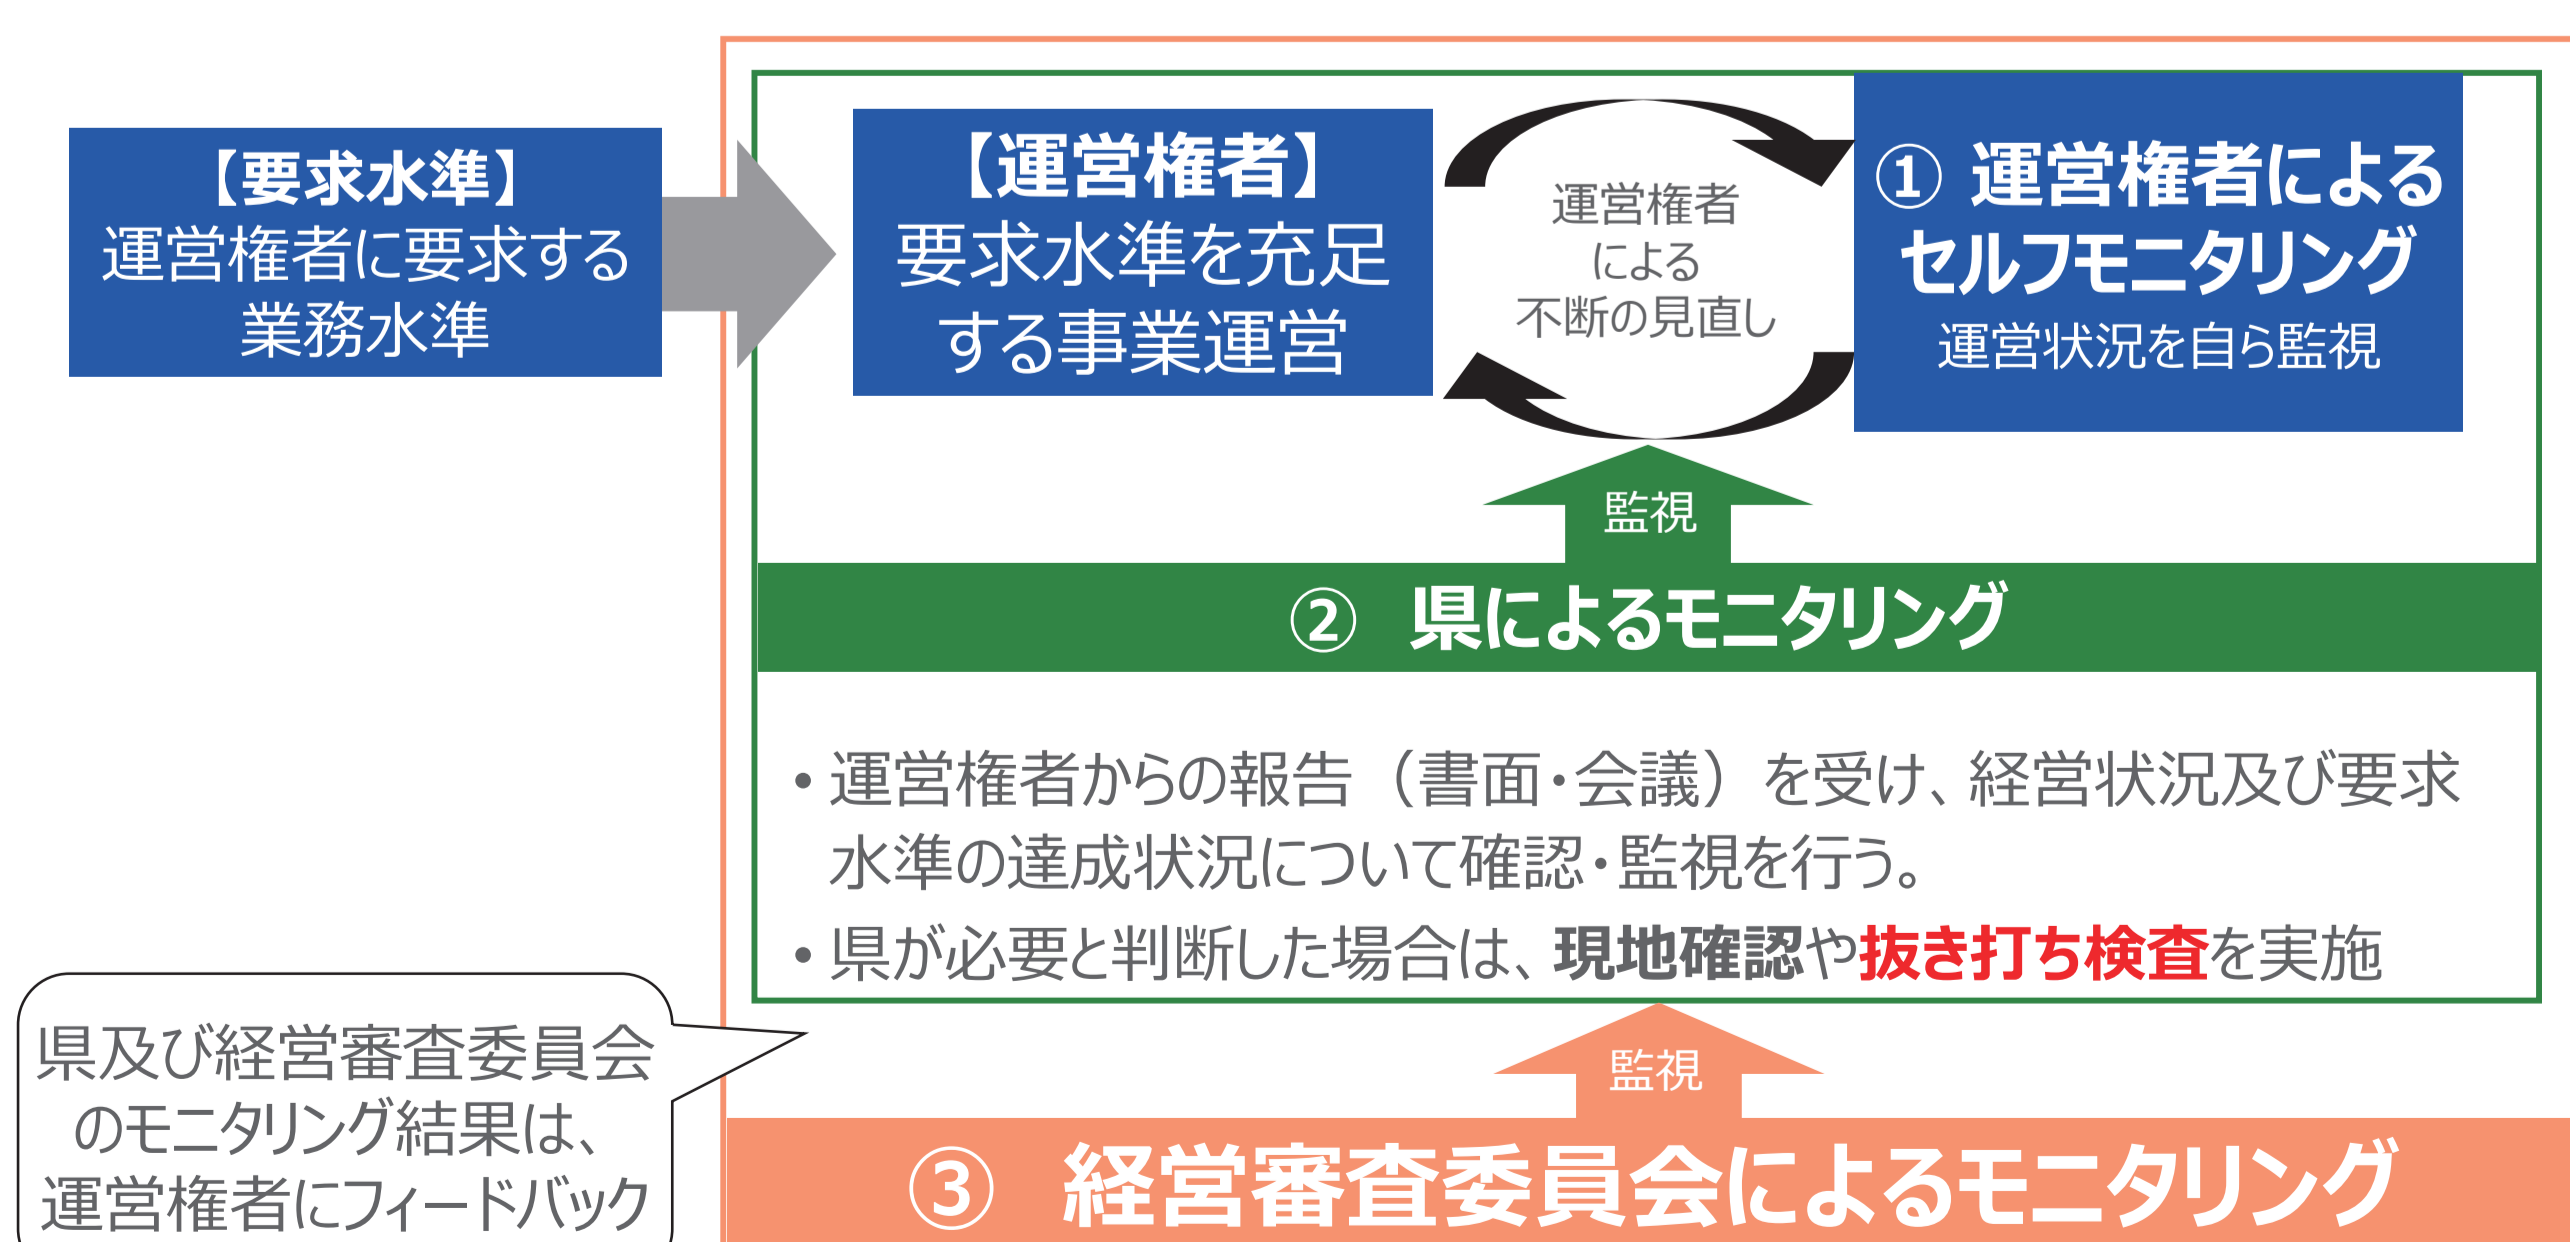 【要求水準】
運営権者に要求する
業務水準
【運営権者】
要求水準を充足
する事業運営
運営権者
による
不断の見直し
① 運営権者による
セルフモニタリング
運営状況を自ら監視
監視
② 県によるモニタリング
・運営権者からの報告（書面・会議）を受け、経営状況及び要求
水準の達成状況について確認・監視を行う。
・県が必要と判断した場合は、現地確認や抜き打ち検査を実施
県及び経営審査委員会
のモニタリング結果は、
運営権者にフィードバック
監視
③ 経営審査委員会によるモニタリング